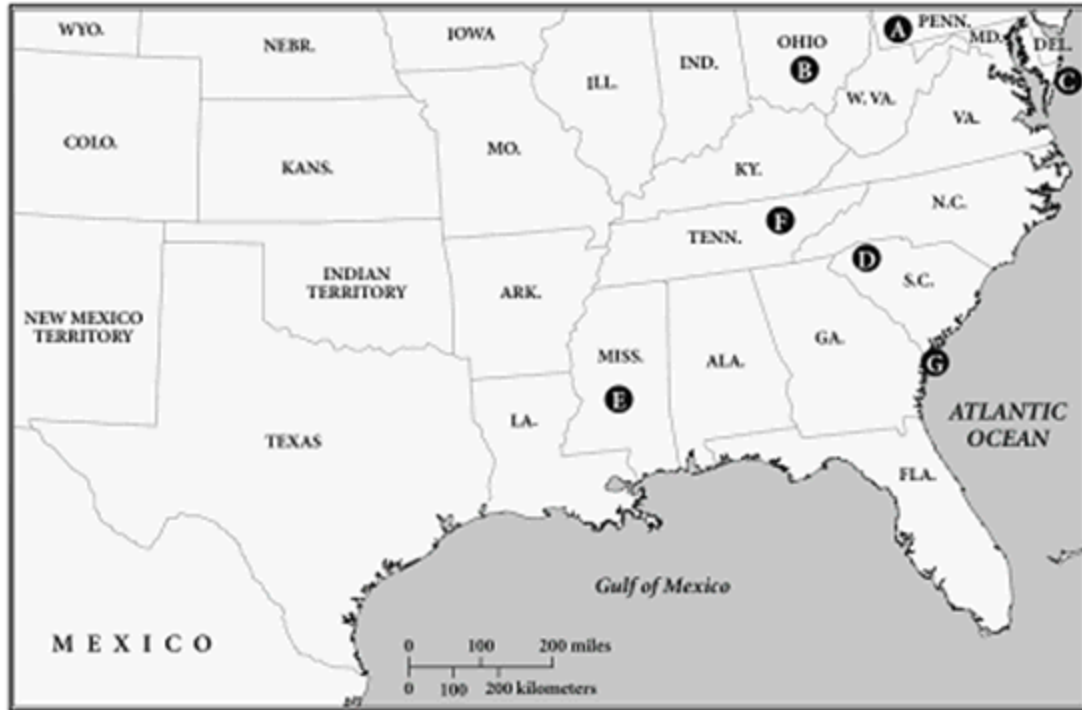 WYO.
NEBR.
IOWA
ILL.
IND.
OHIO
B
A
PENN.
MD.
DEL.
C
W. VA.
VA.
COLO.
KANS.
MO.
KY.
N.C.
TENN.
F
D
S.C.
NEW MEXICO
TERRITORY
INDIAN
TERRITORY
ARK.
MISS.
E
ALA.
GA.
G
TEXAS
LA.
FLA.
ATLANTIC
OCEAN
Gulf of Mexico
MEXICO
0 100 200 miles
0 100 200 kilometers